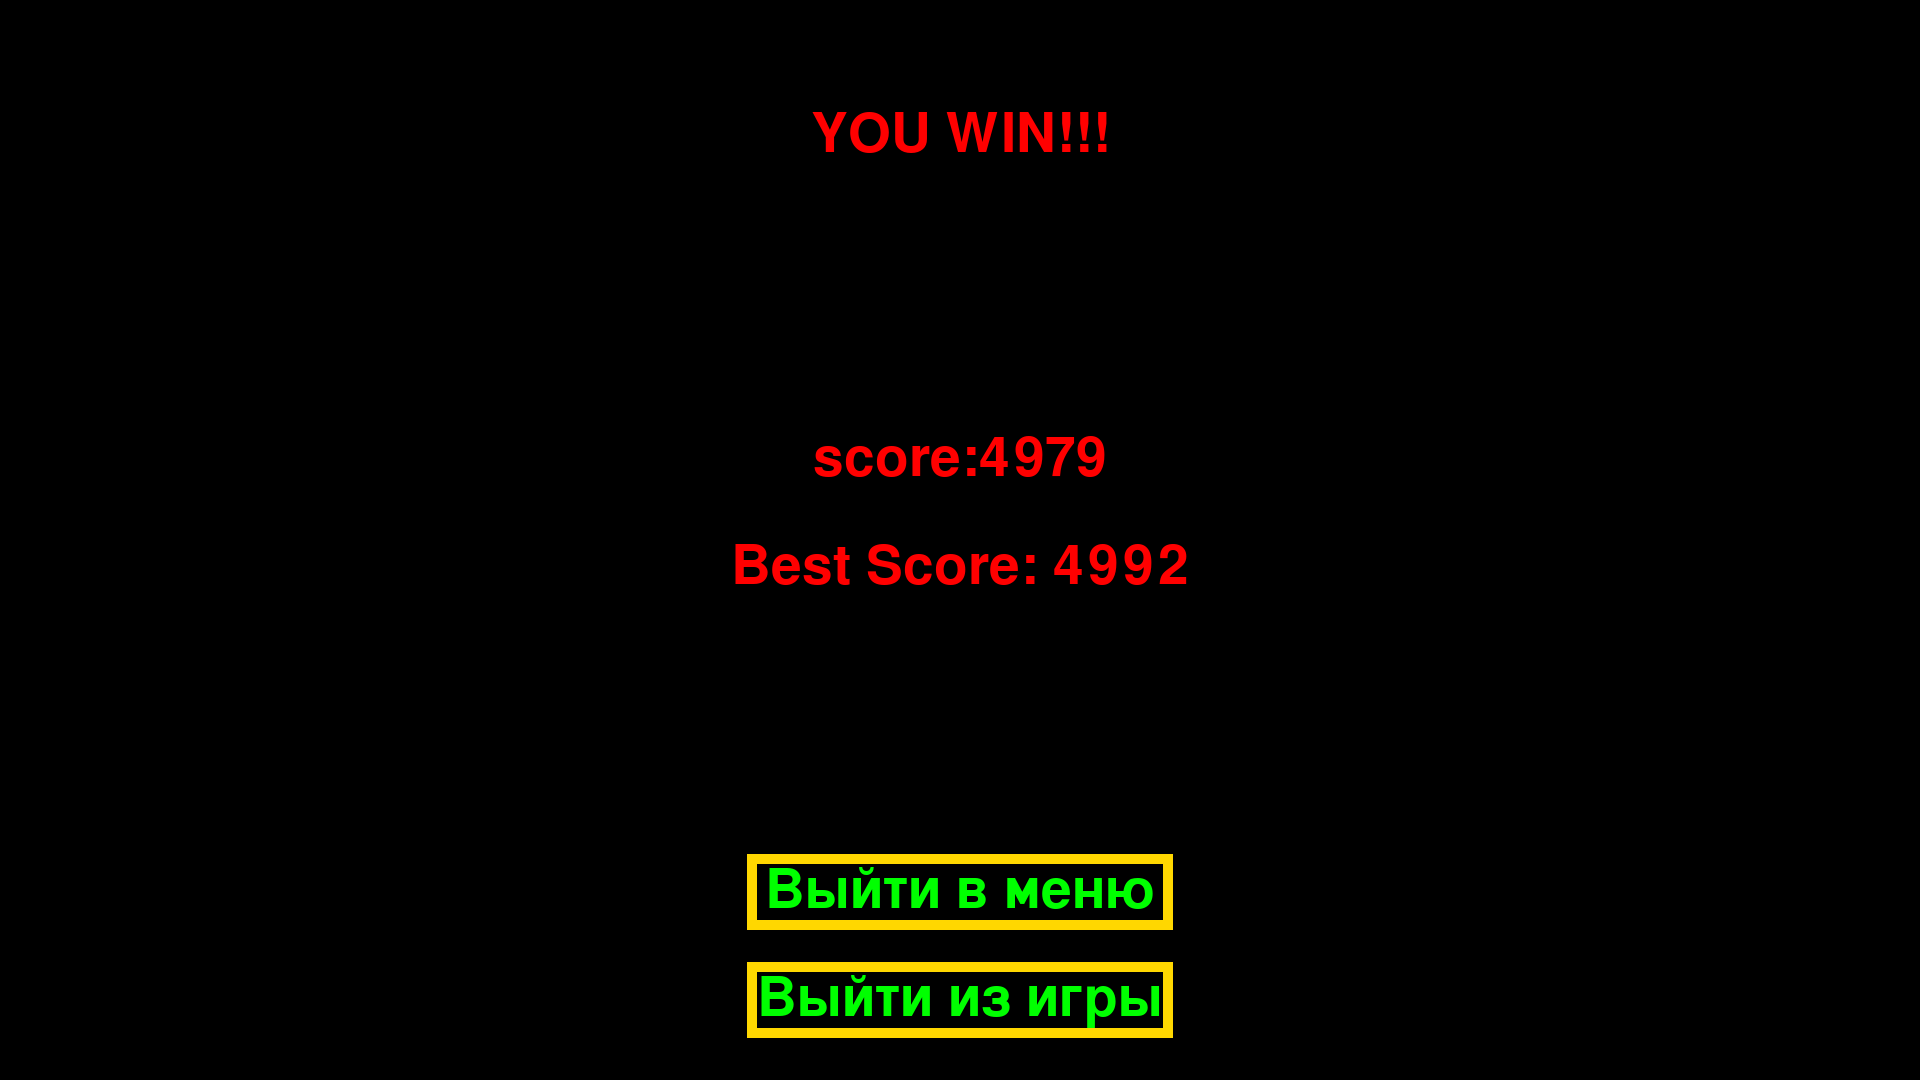 YOU WIN!!!
score:4979
Best Score: 4992
Выйти в меню
Выйти из игры